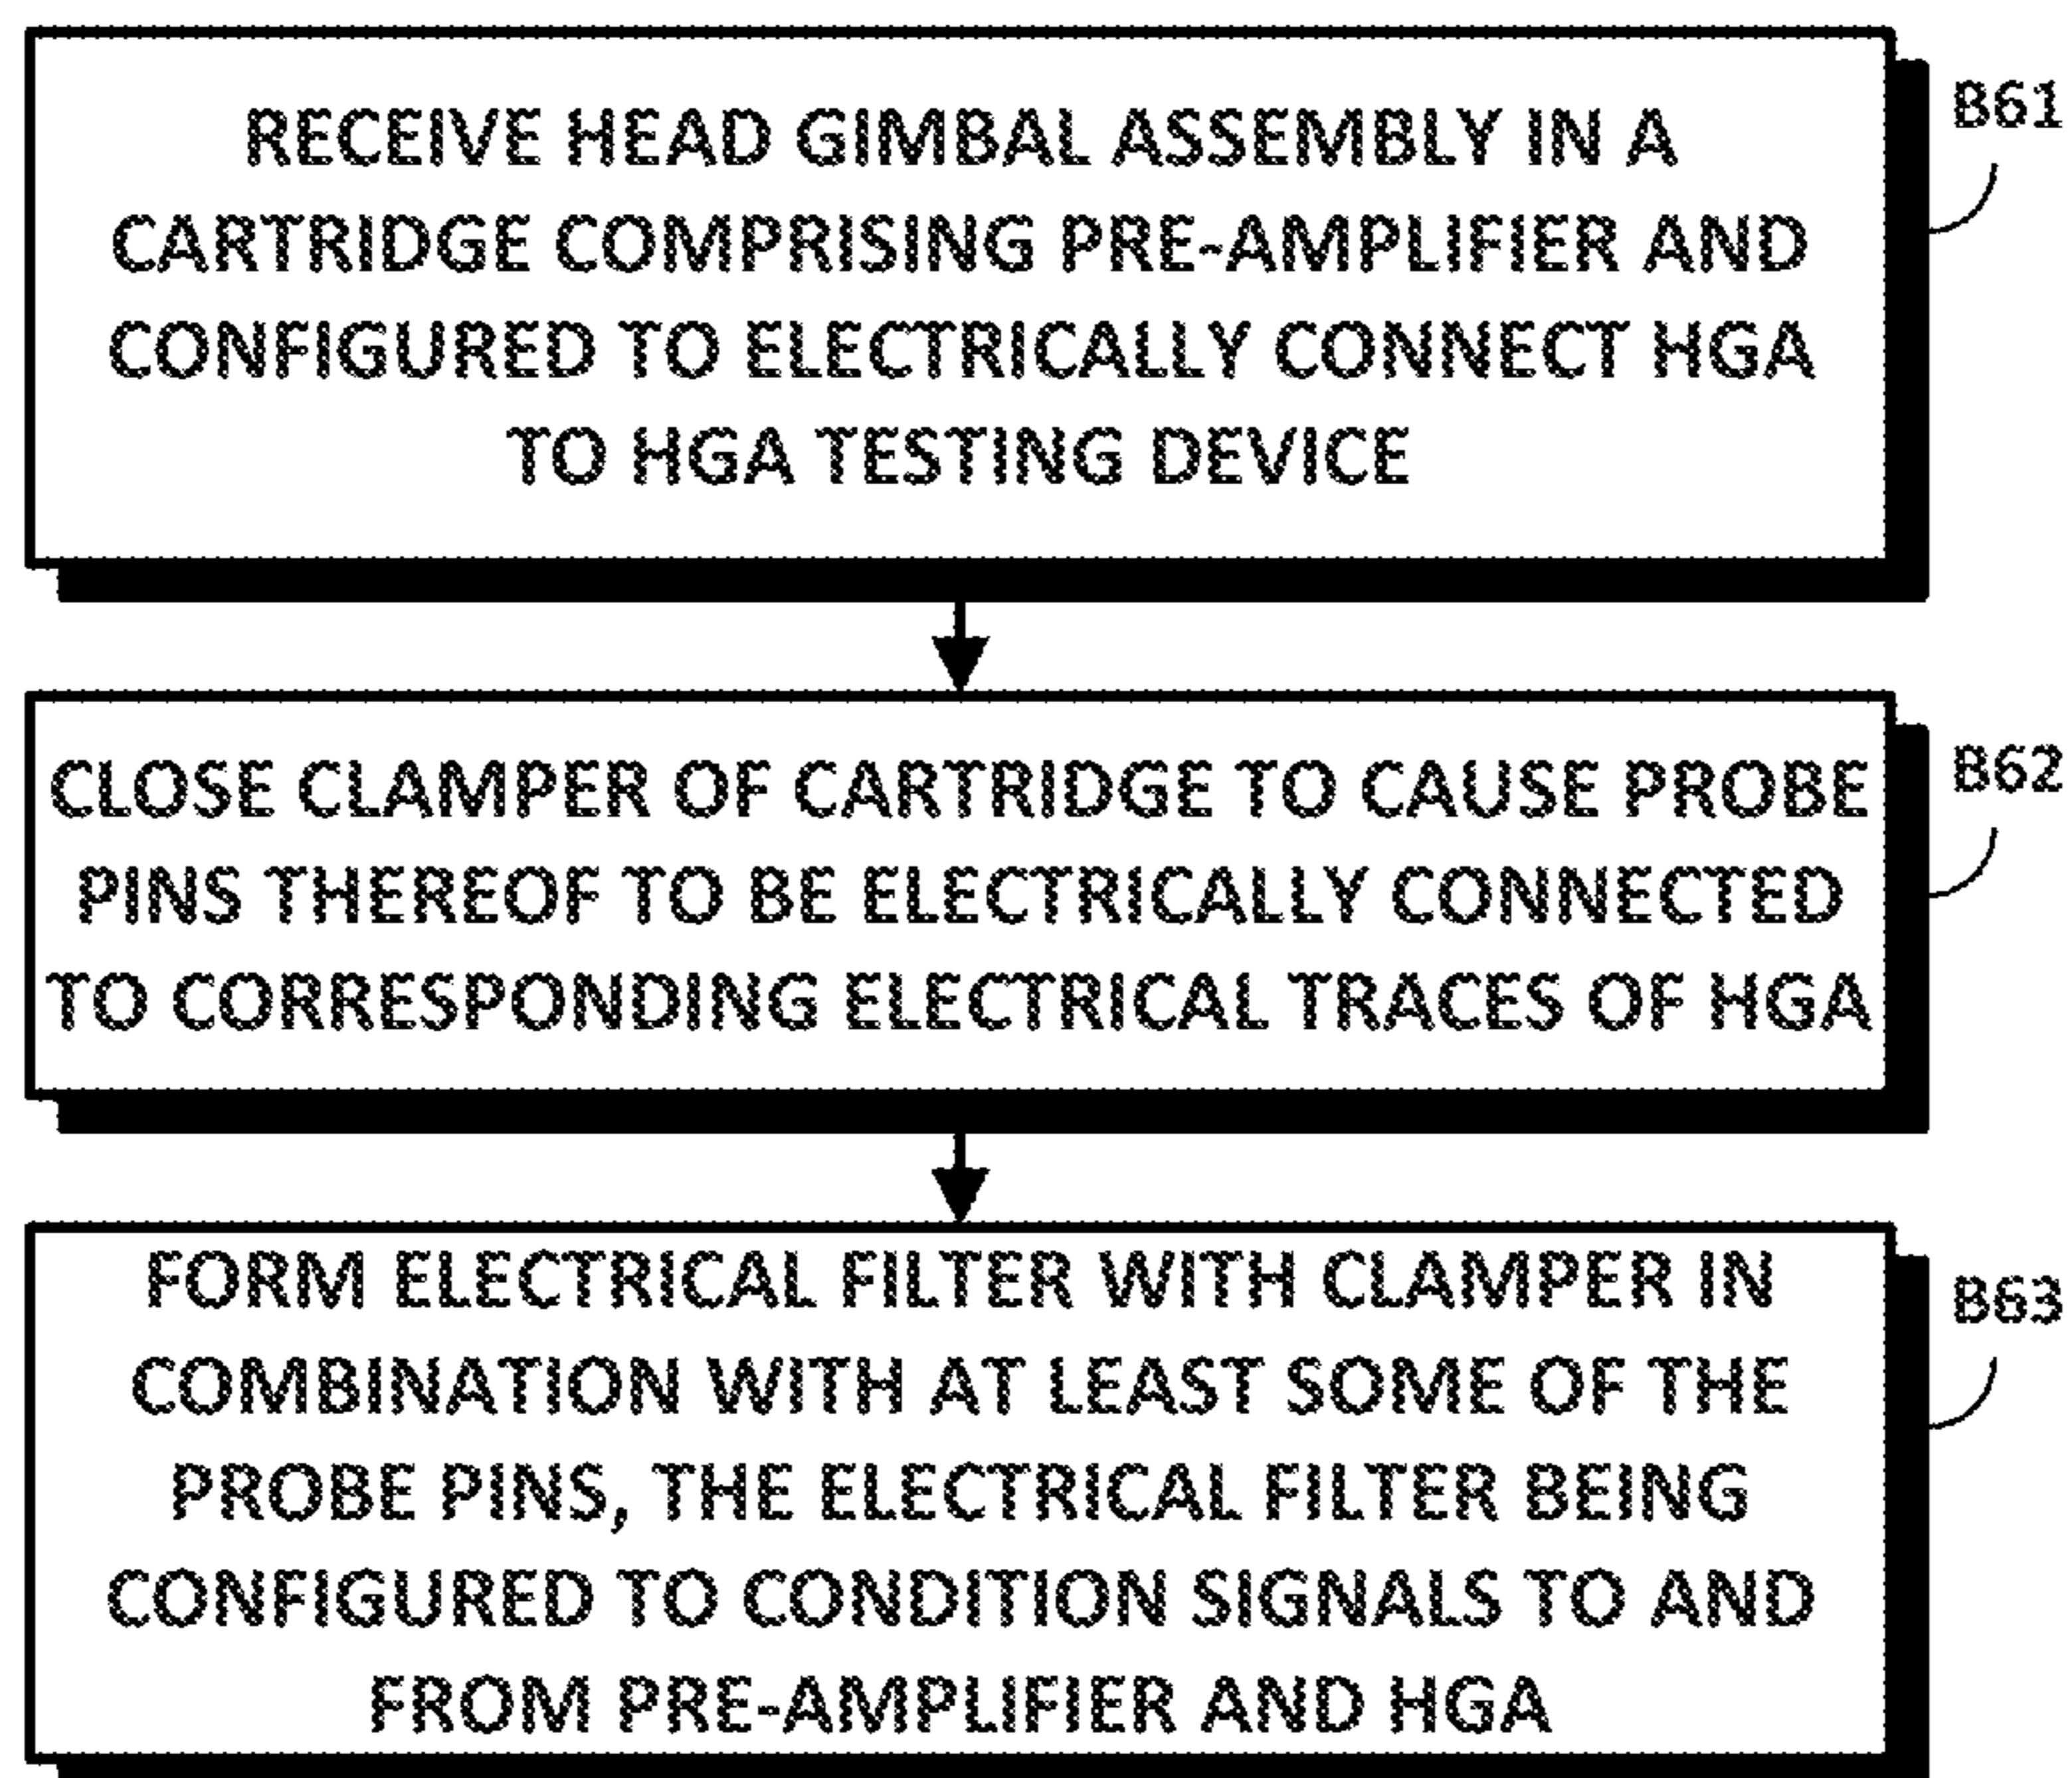 RECEIVE HEAD GIMBAL ASSEMBLY IN A
CARTRIDGE COMPRISING PRE-AMPLIFIER AND
CONFIGURED TO ELECTRICALLY CONNECT HGA
TO HGA TESTING DEVICE
B61
CLOSE CLAMPER OF CARTRIDGE TO CAUSE PROBE
PINS THEREOF TO BE ELECTRICALLY CONNECTED
TO CORRESPONDING ELECTRICAL TRACES OF HGA
B62
FORM ELECTRICAL FILTER WITH CLAMPER IN
COMBINATION WITH AT LEAST SOME OF THE
PROBE PINS, THE ELECTRICAL FILTER BEING
CONFIGURED TO CONDITION SIGNALS TO AND
FROM PRE-AMPLIFIER AND HGA
B63